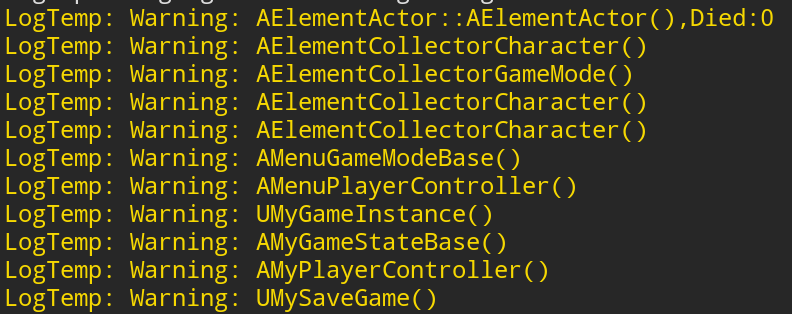 LogTemp: Warning: AElementActor::AElementActor(),Died:0
LogTemp: Warning: AElementCollectorCharacter()
LogTemp: Warning: AElementCollectorGameMode()
LogTemp: Warning: AElementCollectorCharacter()
LogTemp: Warning: AElementCollectorCharacter()
LogTemp: Warning: AMenuGameModeBase()
LogTemp: Warning: AMenuPlayerController()
LogTemp: Warning: UMyGameInstance()
LogTemp: Warning: AMyGameStateBase()
LogTemp: Warning: AMyPlayerController()
LogTemp: Warning: UMySaveGame()